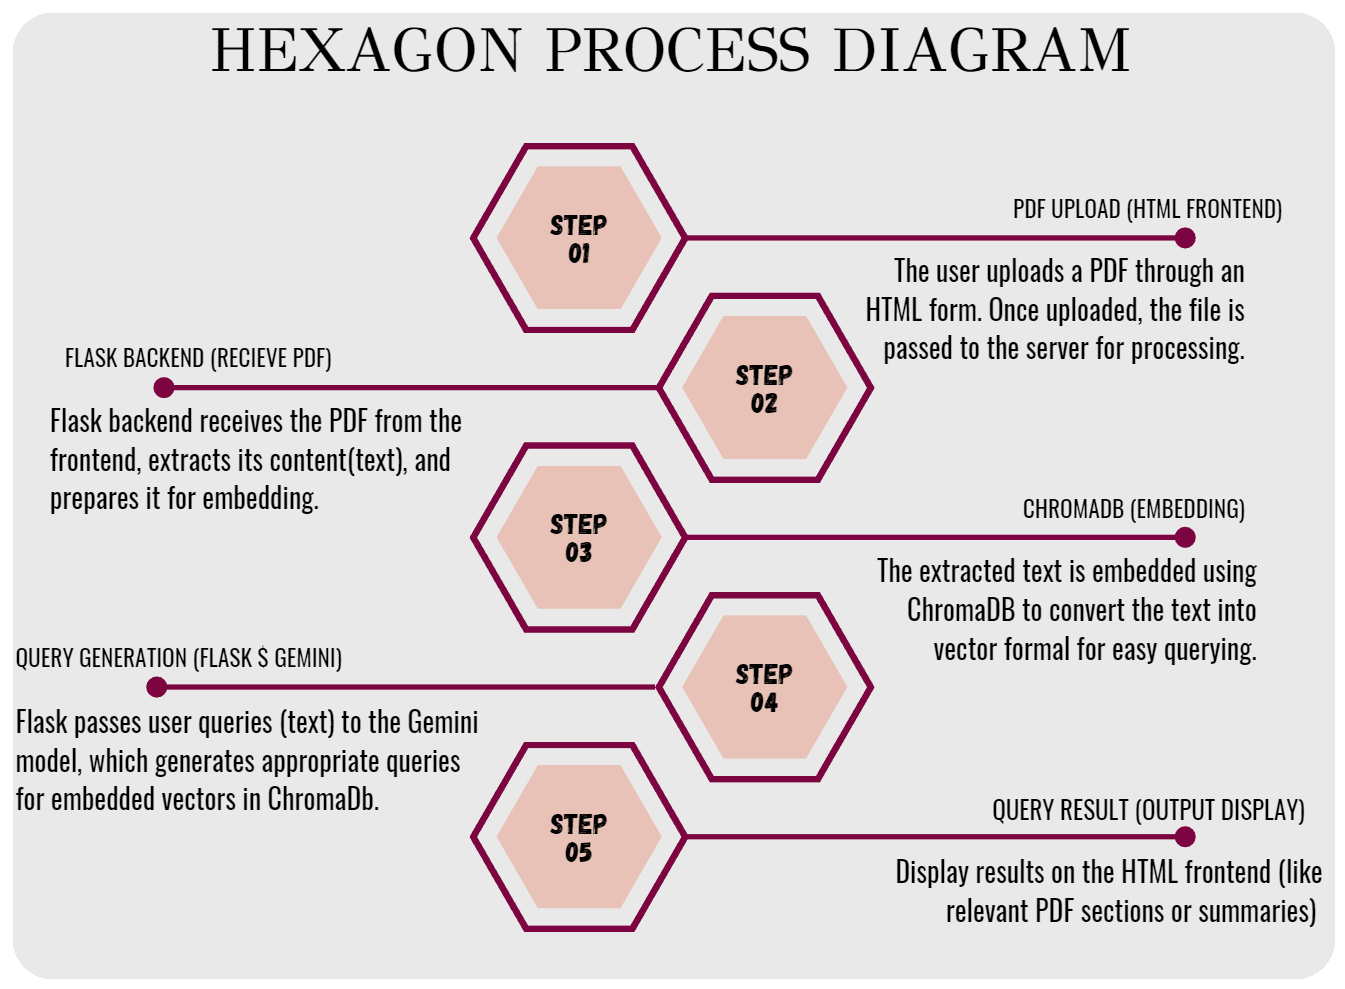 HEXAGON PROCESS DIAGRAM
STEP
01
PDF UPLOAD (HTML FRONTEND)
The user uploads a PDF through an
HTML form. Once uploaded, the file is
passed to the server for processing.
STEP
02
FLASK BACKEND (RECIEVE PDF)
Flask backend receives the PDF from the
frontend, extracts its content(text), and
prepares it for embedding.
STEP
03
CHROMADB (EMBEDDING)
The extracted text is embedded using
ChromaDB to convert the text into
vector formal for easy querying.
STEP
04
QUERY GENERATION (FLASK $ GEMINI)
Flask passes user queries (text) to the Gemini
model, which generates appropriate queries
for embedded vectors in ChromaDb.
STEP
05
QUERY RESULT (OUTPUT DISPLAY)
Display results on the HTML frontend (like
relevant PDF sections or summaries)